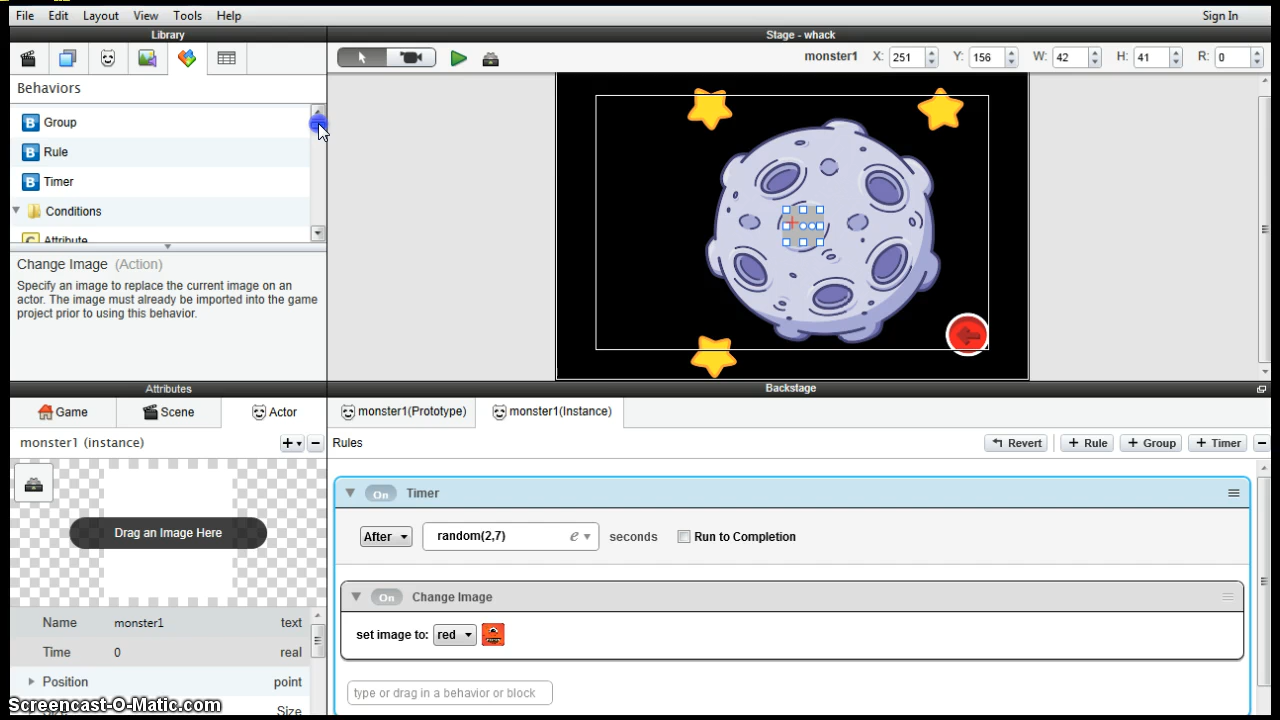 File Edit Layout View Tools Help Sign In
Library
Stage - whack
monster1 X: 251 Y: 156 W: 42 H: 41 R: 0
Behaviors
B Group
B Rule
B Timer
Conditions
C Attribute
Change Image (Action)
Specify an image to replace the current image on an
actor. The image must already be imported into the game
project prior to using this behavior.
Attributes
Backstage
Game Scene Actor
monster1(Prototype) monster1(Instance)
monster1 (instance)
Rules
Revert + Rule + Group + Timer
On Timer
Drag an Image Here
After random(2,7) e seconds Run to Completion
On Change Image
set image to: red
Name monster1 text
Time 0 real
Position point
Size Size
type or drag in a behavior or block
Screencast-O-Matic.com